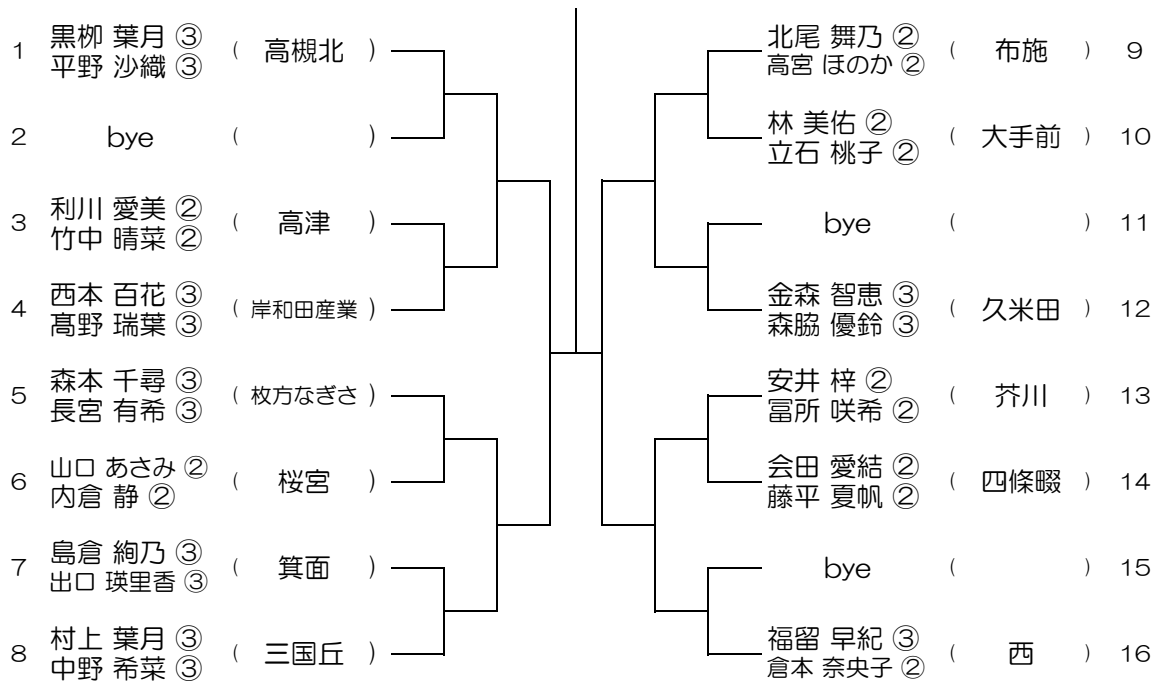 1 黒栁 葉月 ③ ( 高槻北 )
平野 沙織 ③
2 bye ( )
3 利川 愛美 ② ( 高津 )
竹中 晴菜 ②
4 西本 百花 ③ ( 岸和田産業 )
髙野 瑞葉 ③
5 森本 千尋 ③ ( 枚方なぎさ )
長宮 有希 ③
6 山口 あさみ ② ( 桜宮 )
内倉 静 ②
7 島倉 絢乃 ③ ( 箕面 )
出口 瑛里香 ③
8 村上 葉月 ③ ( 三国丘 )
中野 希菜 ③
北尾 舞乃 ② ( 布施 ) 9
高宮 ほのか ②
林 美佑 ② ( 大手前 ) 10
立石 桃子 ②
bye ( ) 11
金森 智恵 ③ ( 久米田 ) 12
森脇 優鈴 ③
安井 梓 ② ( 芥川 ) 13
冨所 咲希 ②
会田 愛結 ② ( 四條畷 ) 14
藤平 夏帆 ②
bye ( ) 15
福留 早紀 ③ ( 西 ) 16
倉本 奈央子 ②